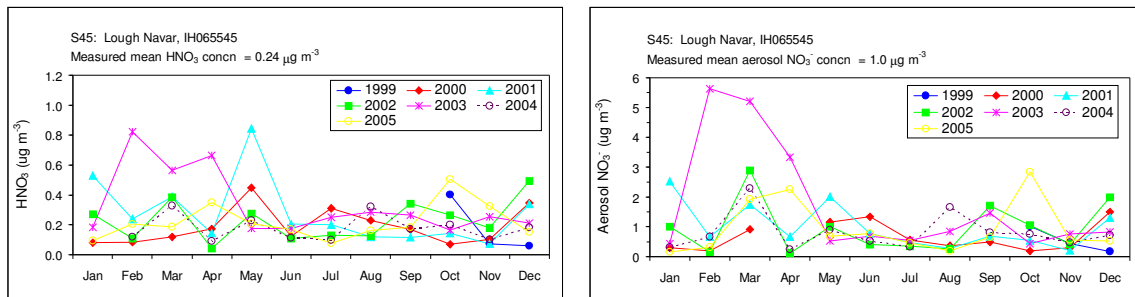 S45: Lough Navar, IH065545
Measured mean HNO₃ concn = 0.24 µg m⁻³
1.2
1.0
0.8
0.6
0.4
0.2
0.0
HNO₃ (ug m⁻³)
1999 2000 2001
2002 2003 2004
2005
Jan Feb Mar Apr May Jun Jul Aug Sep Oct Nov Dec
S45: Lough Navar, IH065545
Measured mean aerosol NO₃⁻ concn = 1.0 µg m⁻³
6
5
4
3
2
1
0
Aerosol NO₃⁻ (ug m⁻³)
1999 2000 2001
2002 2003 2004
2005
Jan Feb Mar Apr May Jun Jul Aug Sep Oct Nov Dec